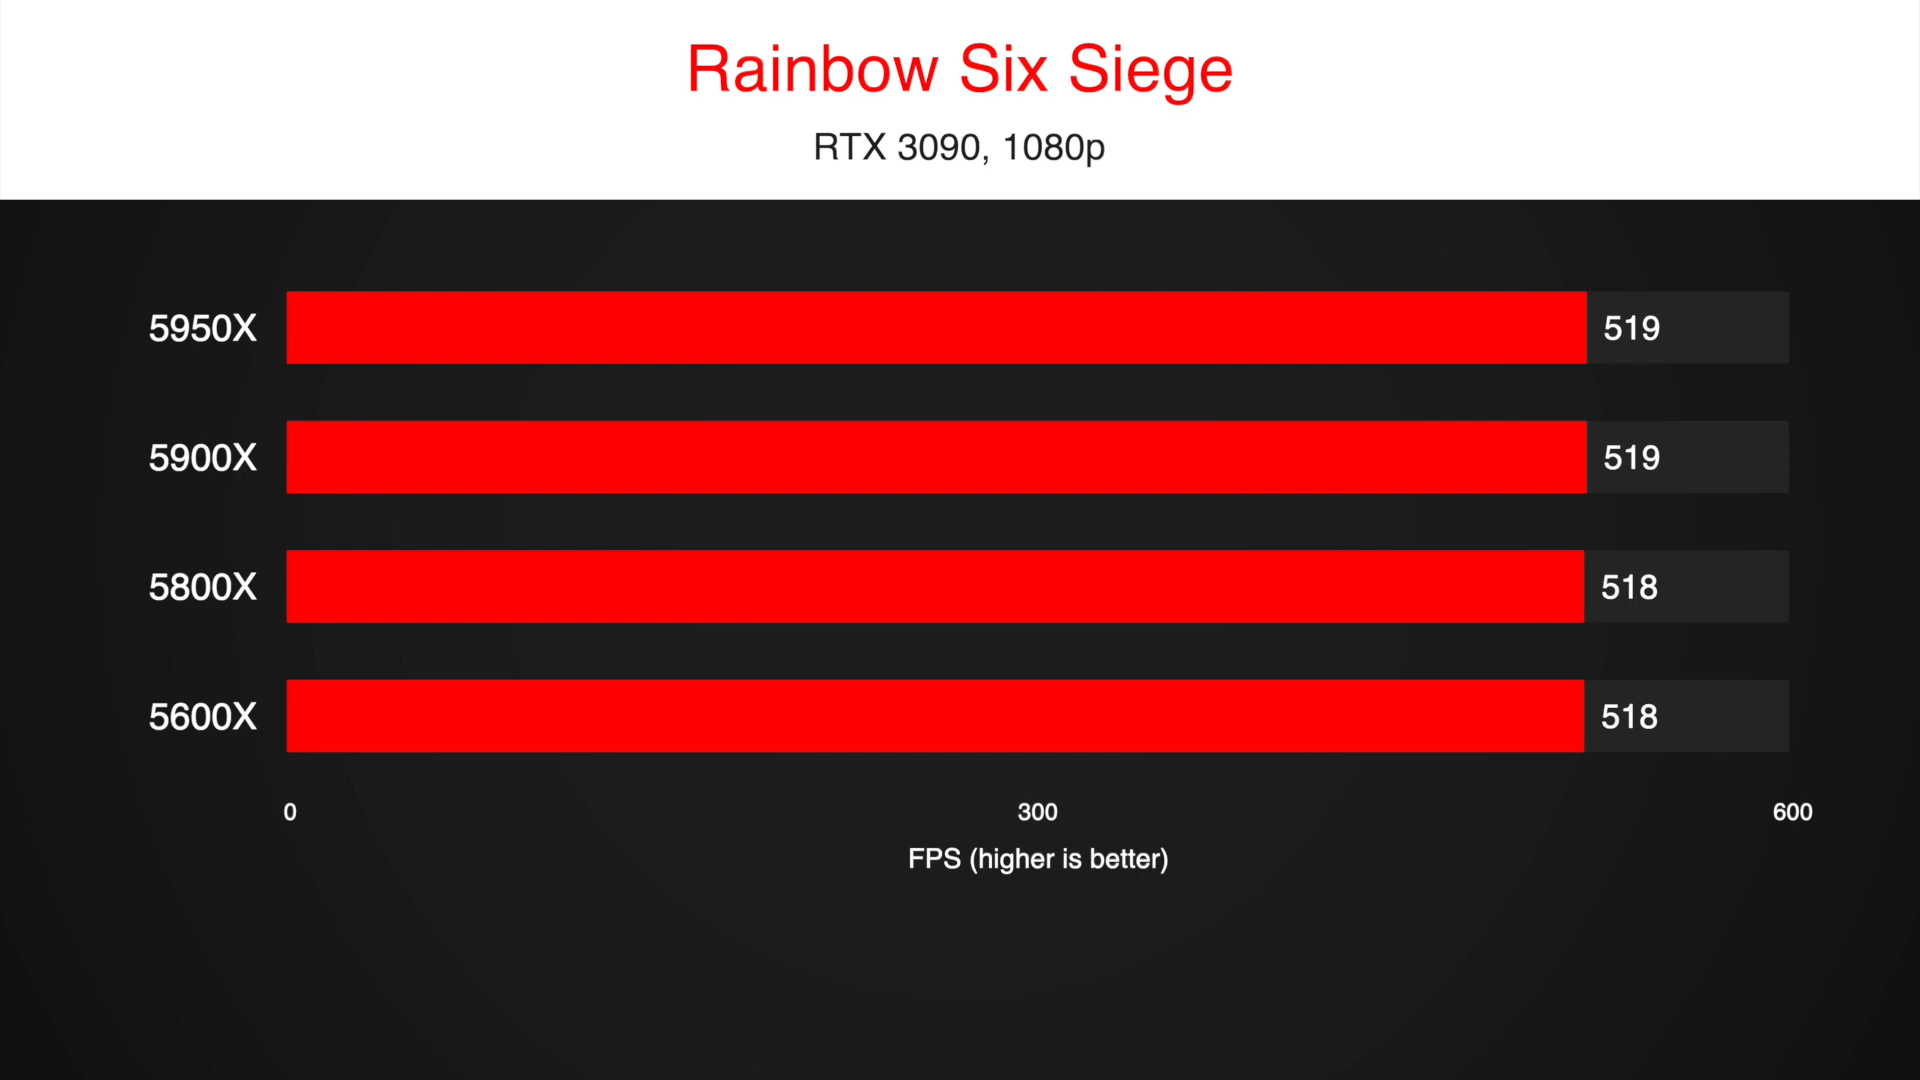 Rainbow Six Siege
RTX 3090, 1080p
5950X 519
5900X 519
5800X 518
5600X 518
0 300 600
FPS (higher is better)